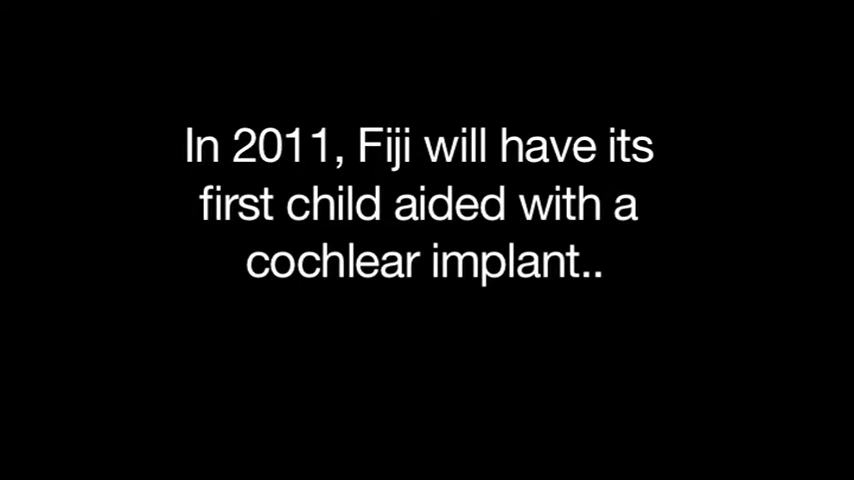 In 2011, Fiji will have its
first child aided with a
cochlear implant..